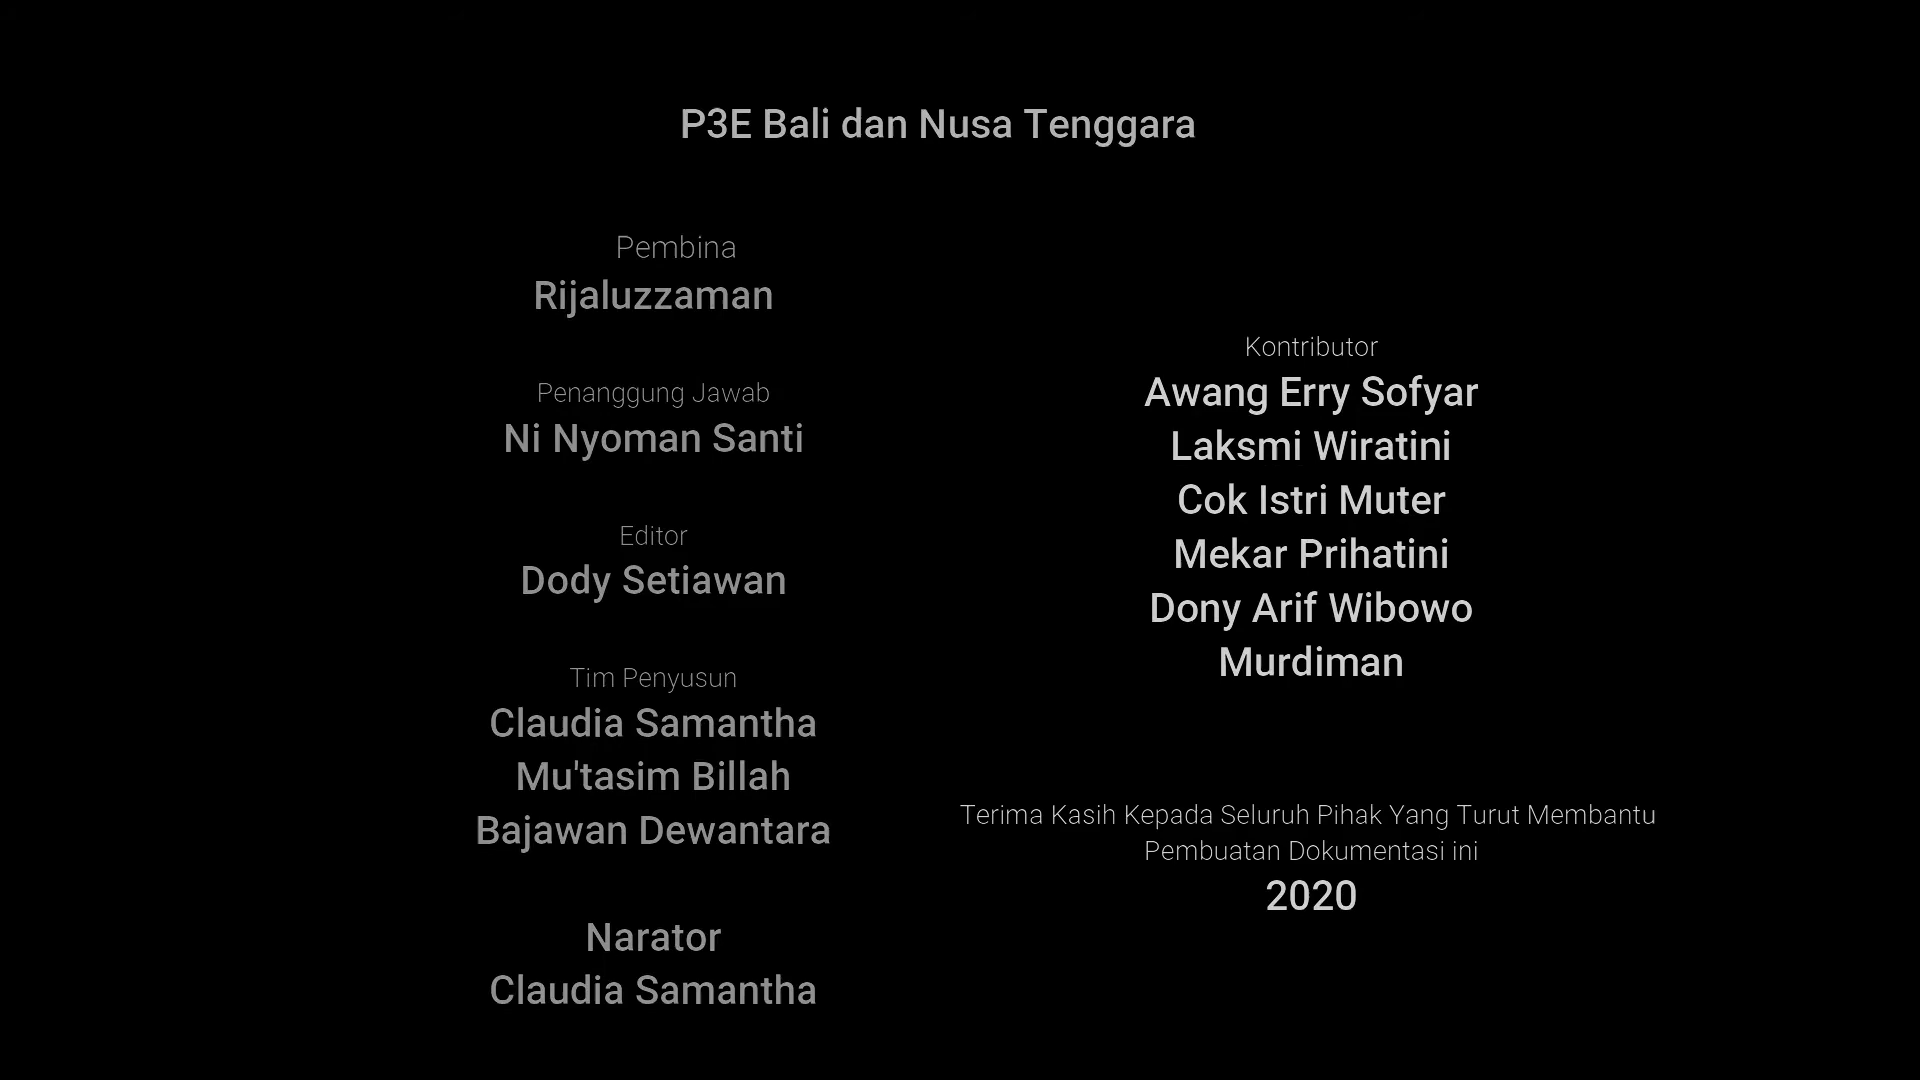 P3E Bali dan Nusa Tenggara
Pembina
Rijaluzzaman
Penanggung Jawab
Ni Nyoman Santi
Editor
Dody Setiawan
Tim Penyusun
Claudia Samantha
Mu'tasim Billah
Bajawan Dewantara
Narator
Claudia Samantha
Kontributor
Awang Erry Sofyar
Laksmi Wiratini
Cok Istri Muter
Mekar Prihatini
Dony Arif Wibowo
Murdiman
Terima Kasih Kepada Seluruh Pihak Yang Turut Membantu
Pembuatan Dokumentasi ini
2020